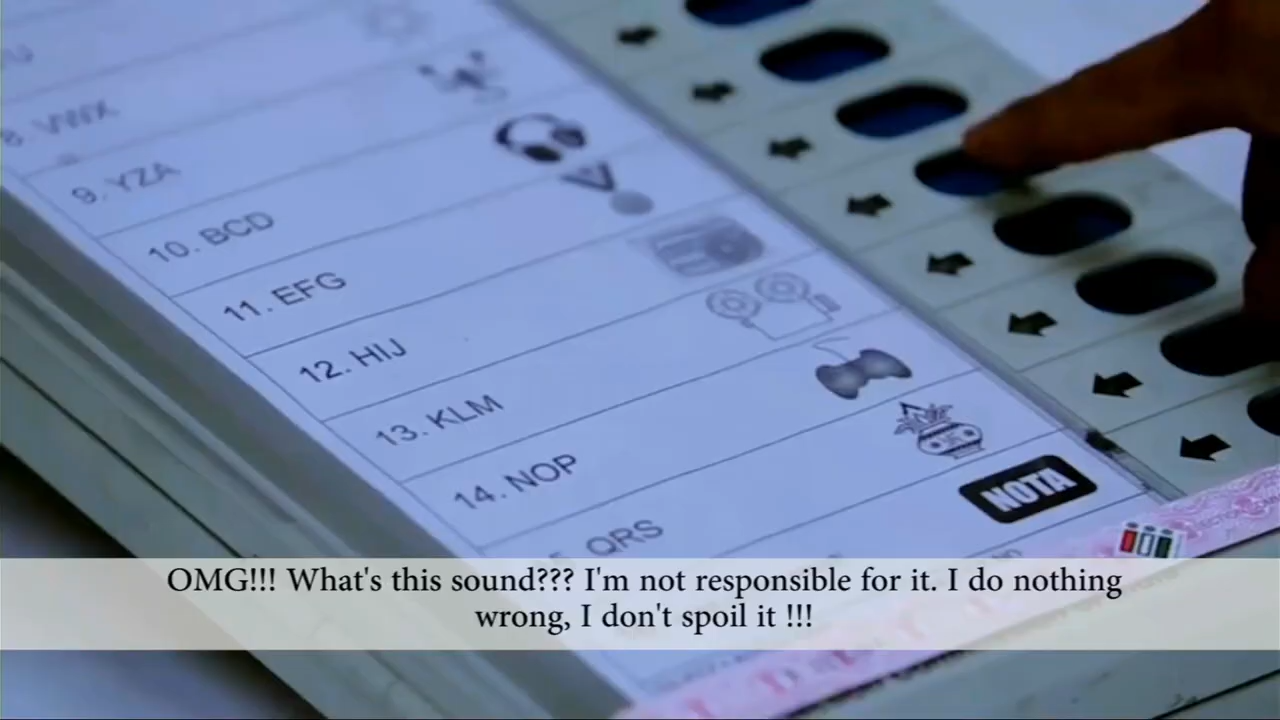 8. VWX
9. YZA
10. BCD
11. EFG
12. HIJ
13. KLM
14. NOP
QRS
NOTA
OMG!!! What's this sound??? I'm not responsible for it. I do nothing
wrong, I don't spoil it !!!